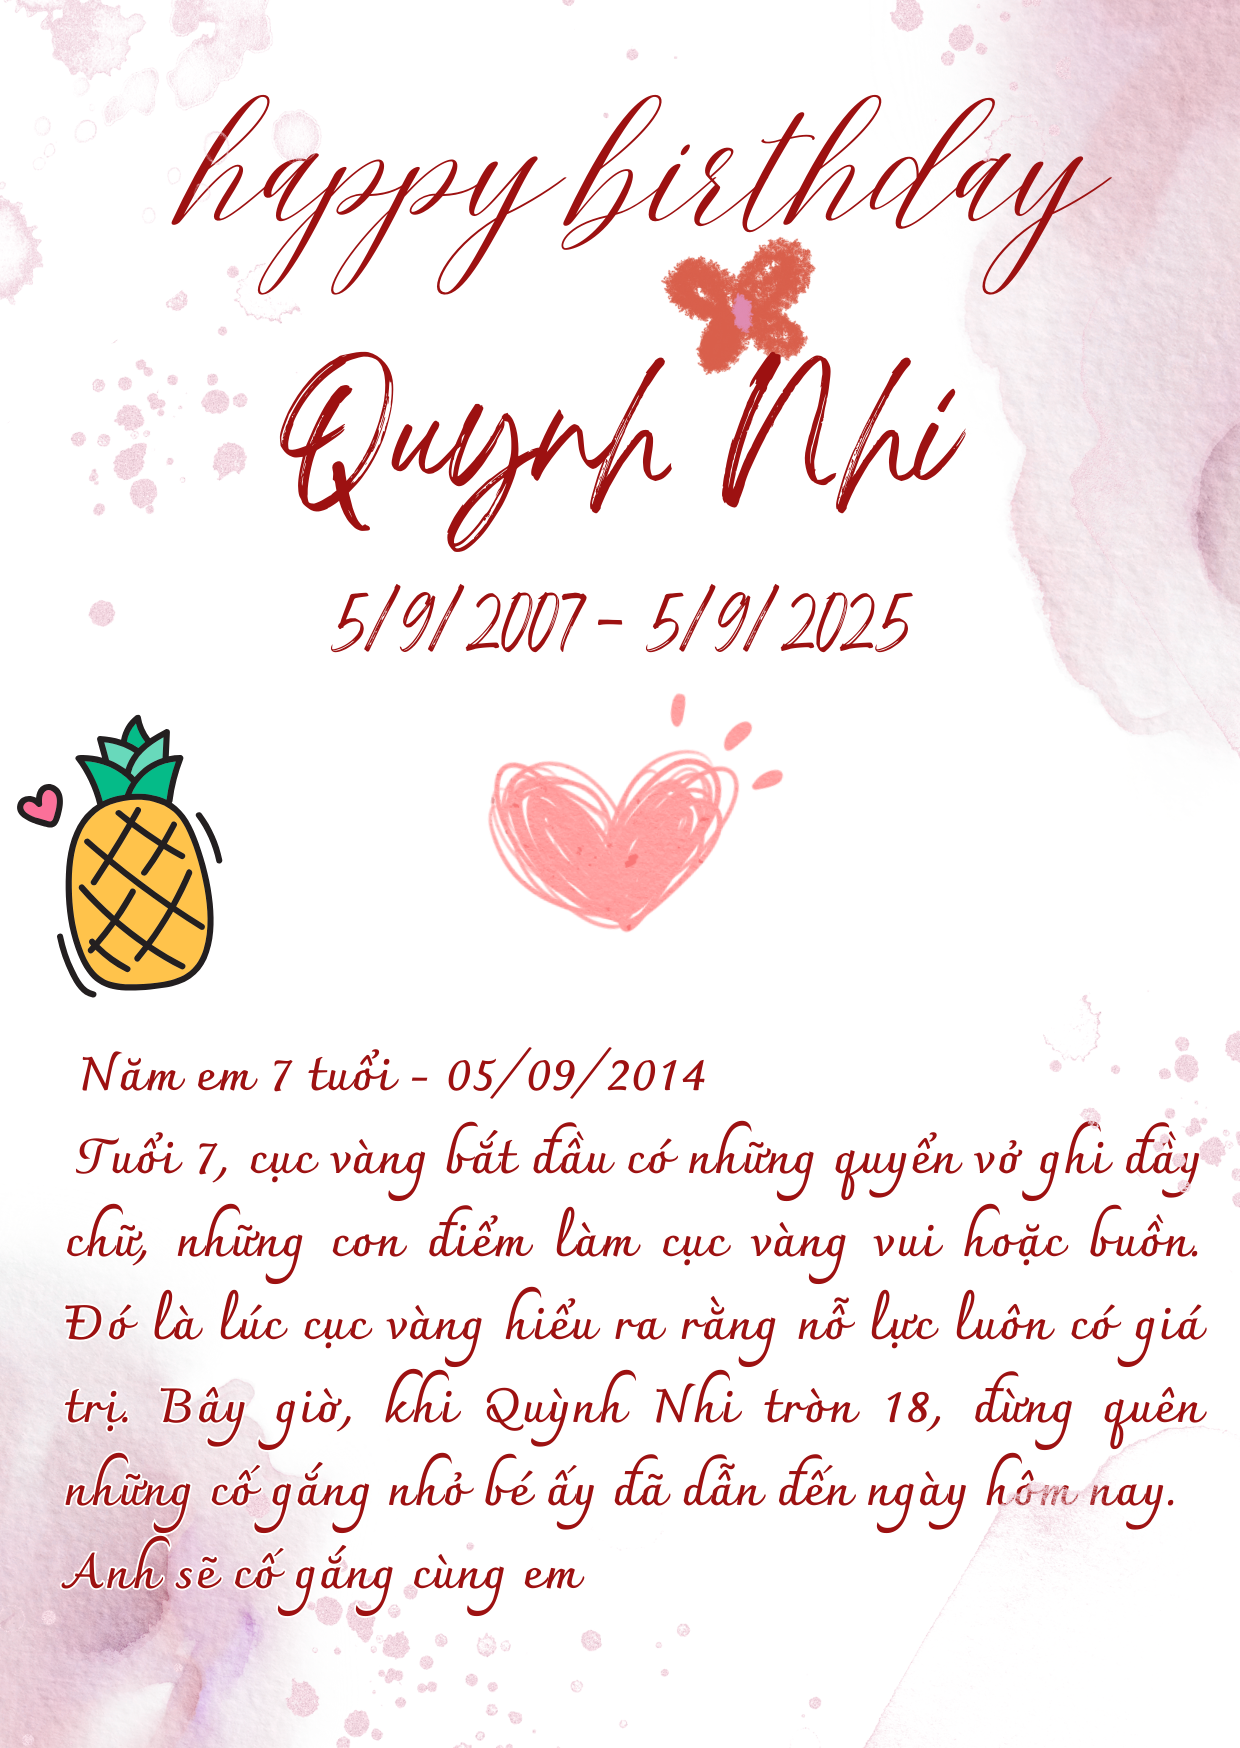 happy birthday
Quỳnh Nhi
5/9/2007 - 5/9/2025
Năm em 7 tuổi - 05/09/2014
Tuổi 7, cục vàng bắt đầu có những quyển vở ghi đầy
chữ, những con điểm làm cục vàng vui hoặc buồn.
Đó là lúc cục vàng hiểu ra rằng nỗ lực luôn có giá
trị. Bây giờ, khi Quỳnh Nhi tròn 18, đừng quên
những cố gắng nhỏ bé ấy đã dẫn đến ngày hôm nay.
Anh sẽ cố gắng cùng em